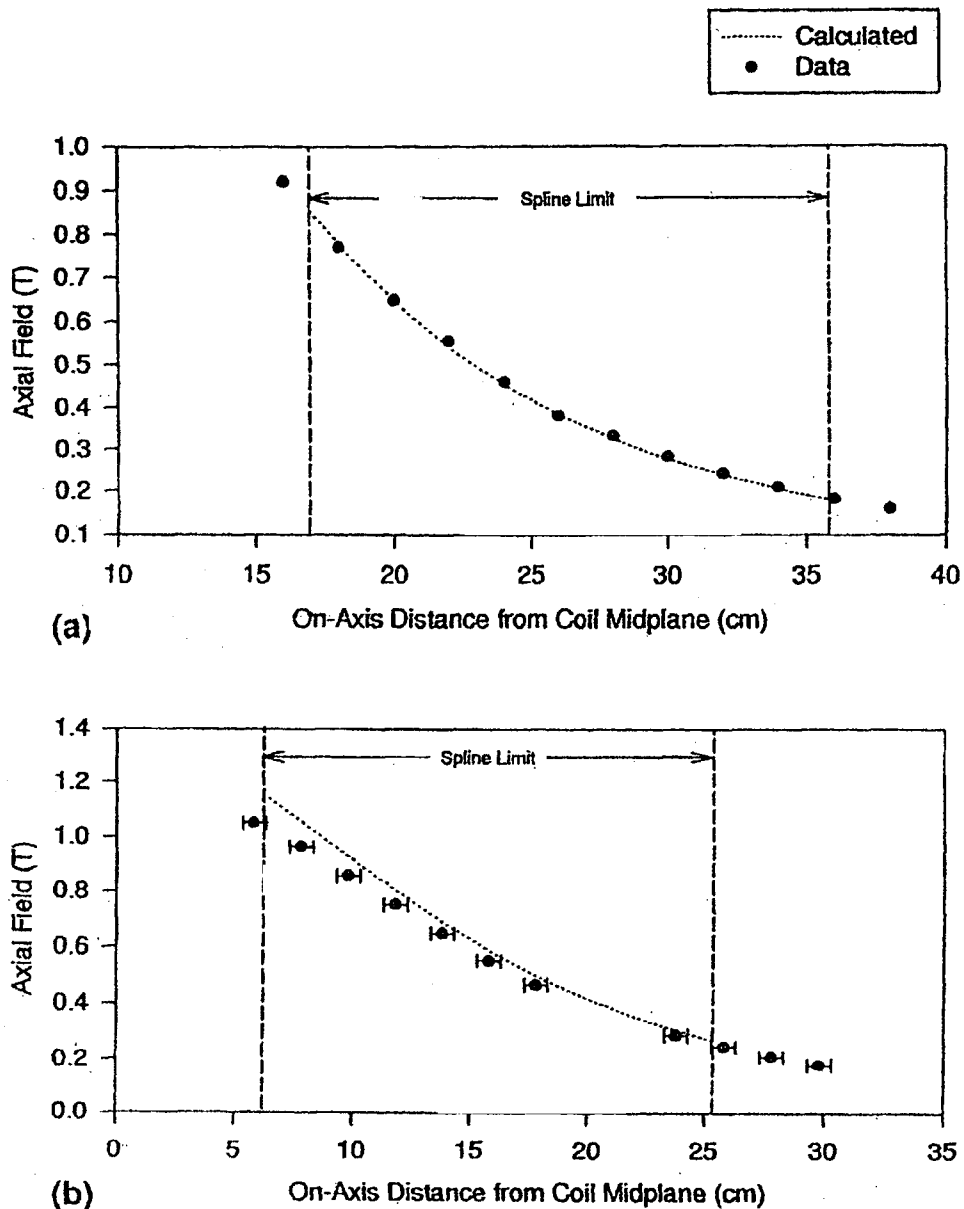 Calculated
Data
1.0
0.9
0.8
0.7
0.6
0.5
0.4
0.3
0.2
0.1
Axial Field (T)
Spline Limit
10 15 20 25 30 35 40
On-Axis Distance from Coil Midplane (cm)
(a)
1.4
1.2
1.0
0.8
0.6
0.4
0.2
0.0
Axial Field (T)
Spline Limit
0 5 10 15 20 25 30 35
On-Axis Distance from Coil Midplane (cm)
(b)